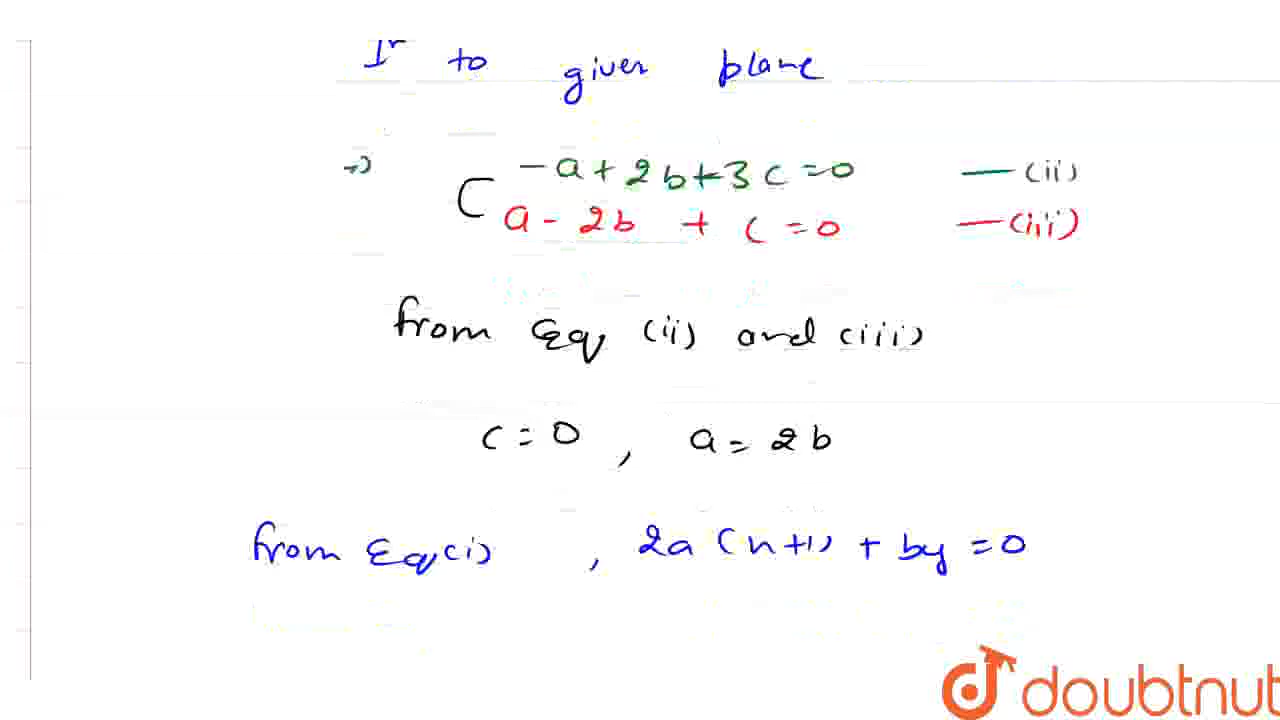 to given plane
⇒ -a + 2b + 3c = 0 — (ii)
a - 2b + c = 0 — (iii)
from Eq (ii) and (iii)
c = 0 , a = 2b
from Eq (i) , 2a (x+1) + by = 0
doubtnut